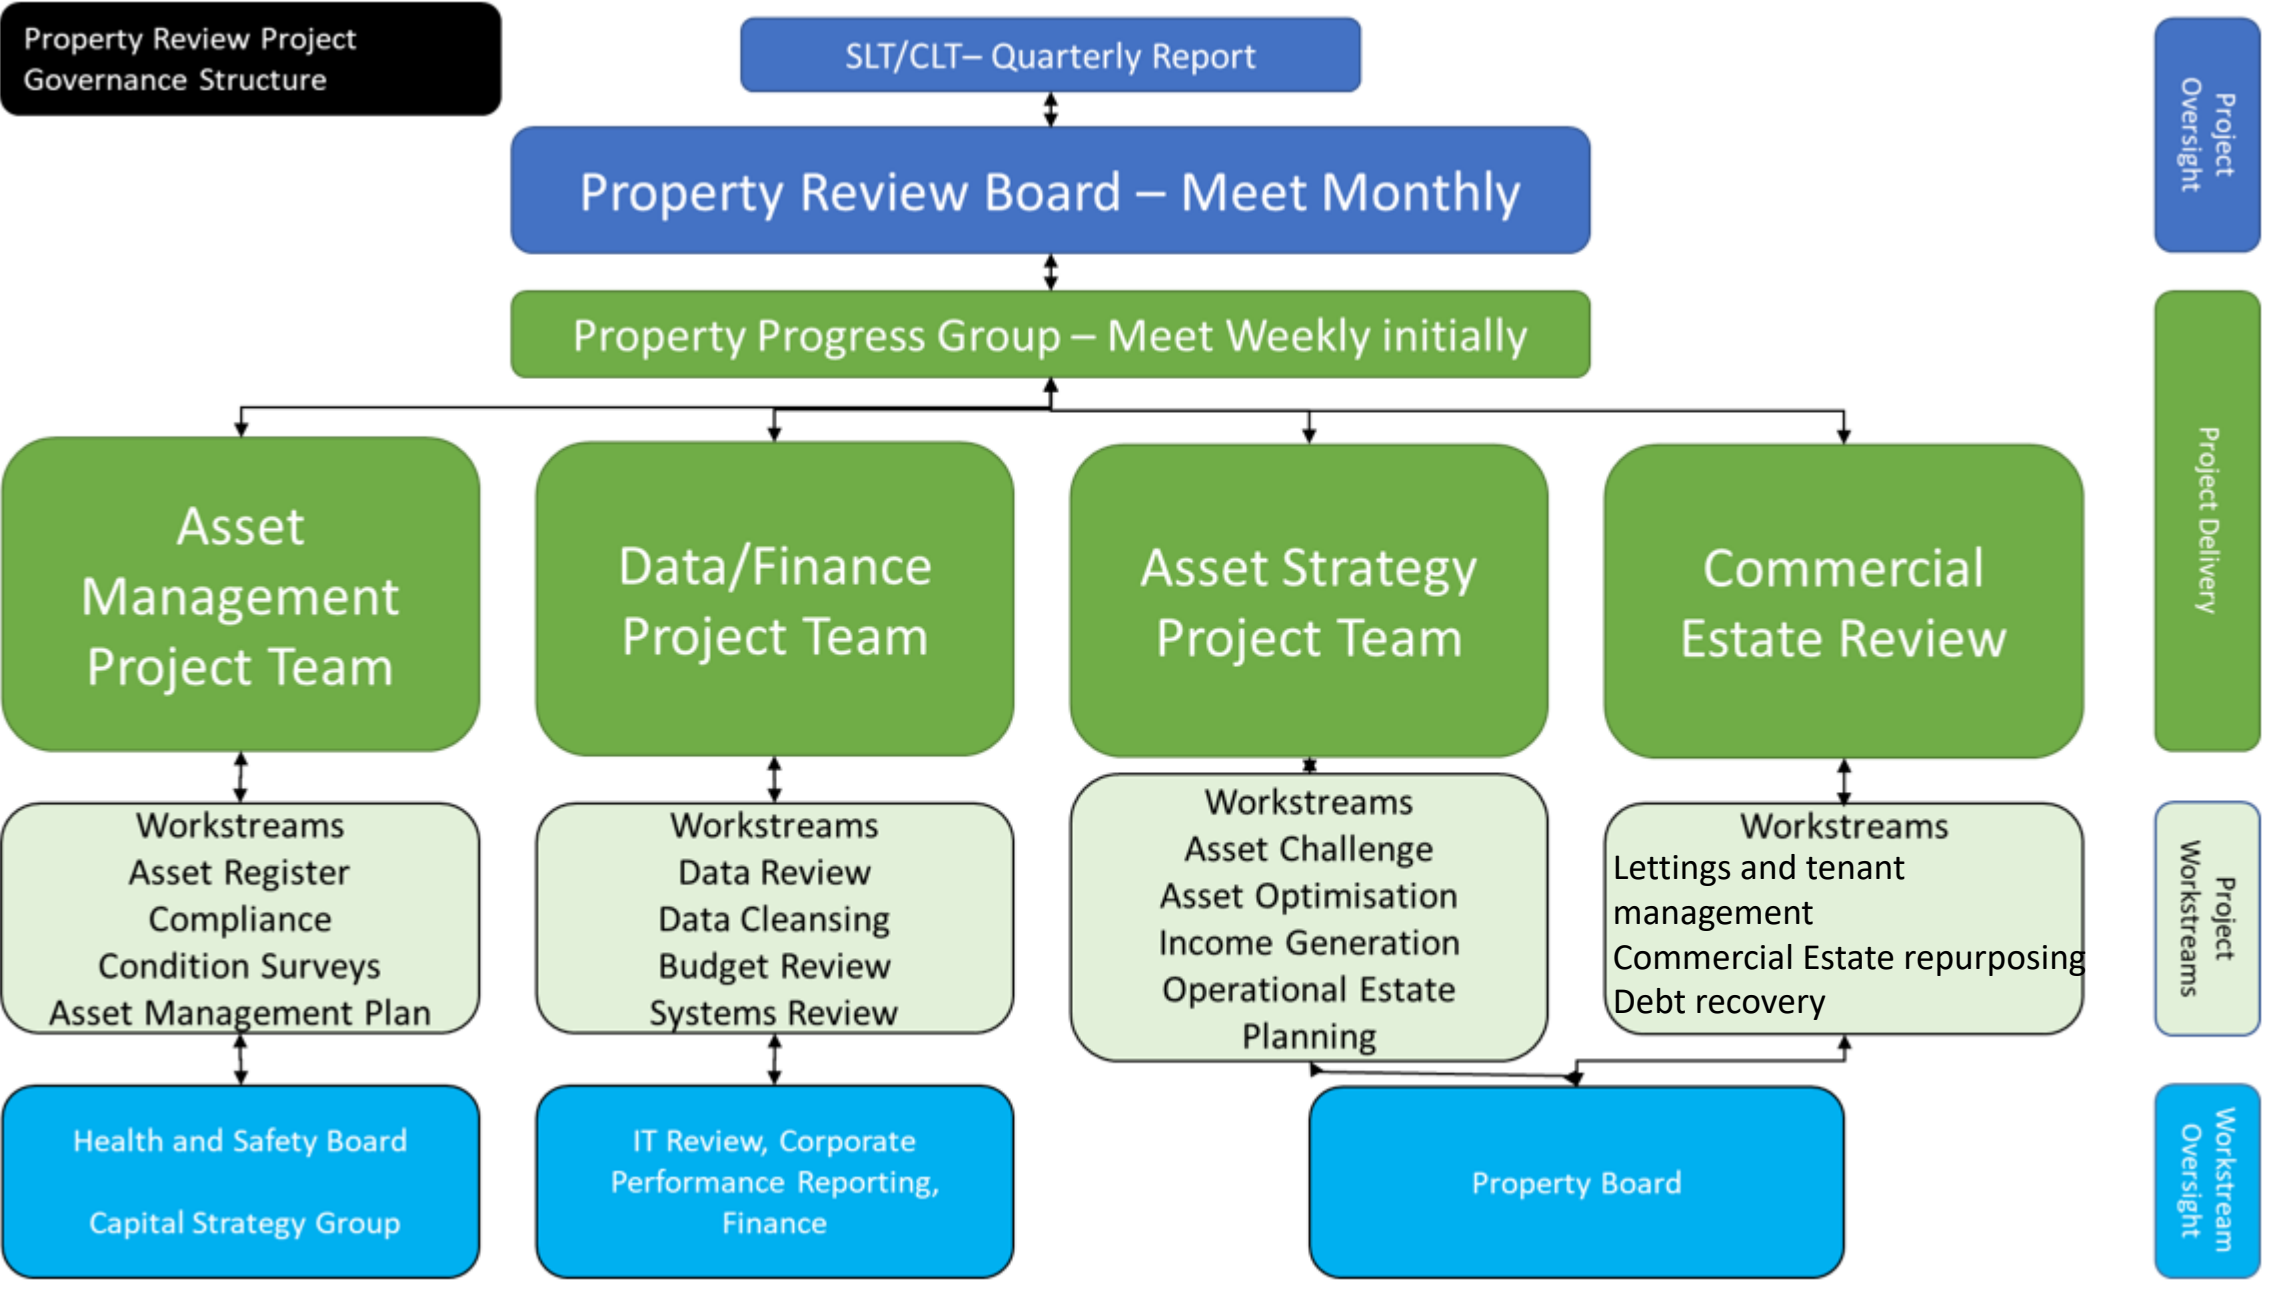 Property Review Project
Governance Structure
SLT/CLT– Quarterly Report
Project
Oversight
Property Review Board – Meet Monthly
Property Progress Group – Meet Weekly initially
Project Delivery
Asset
Management
Project Team
Data/Finance
Project Team
Asset Strategy
Project Team
Commercial
Estate Review
Workstreams
Asset Register
Compliance
Condition Surveys
Asset Management Plan
Workstreams
Data Review
Data Cleansing
Budget Review
Systems Review
Workstreams
Asset Challenge
Asset Optimisation
Income Generation
Operational Estate
Planning
Workstreams
Lettings and tenant
management
Commercial Estate repurposing
Debt recovery
Project
Workstreams
Health and Safety Board
Capital Strategy Group
IT Review, Corporate
Performance Reporting,
Finance
Property Board
Workstream
Oversight